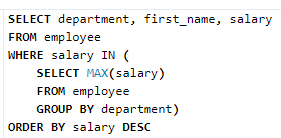 SELECT department, first_name, salary
FROM employee
WHERE salary IN (
    SELECT MAX(salary)
    FROM employee
    GROUP BY department)
ORDER BY salary DESC